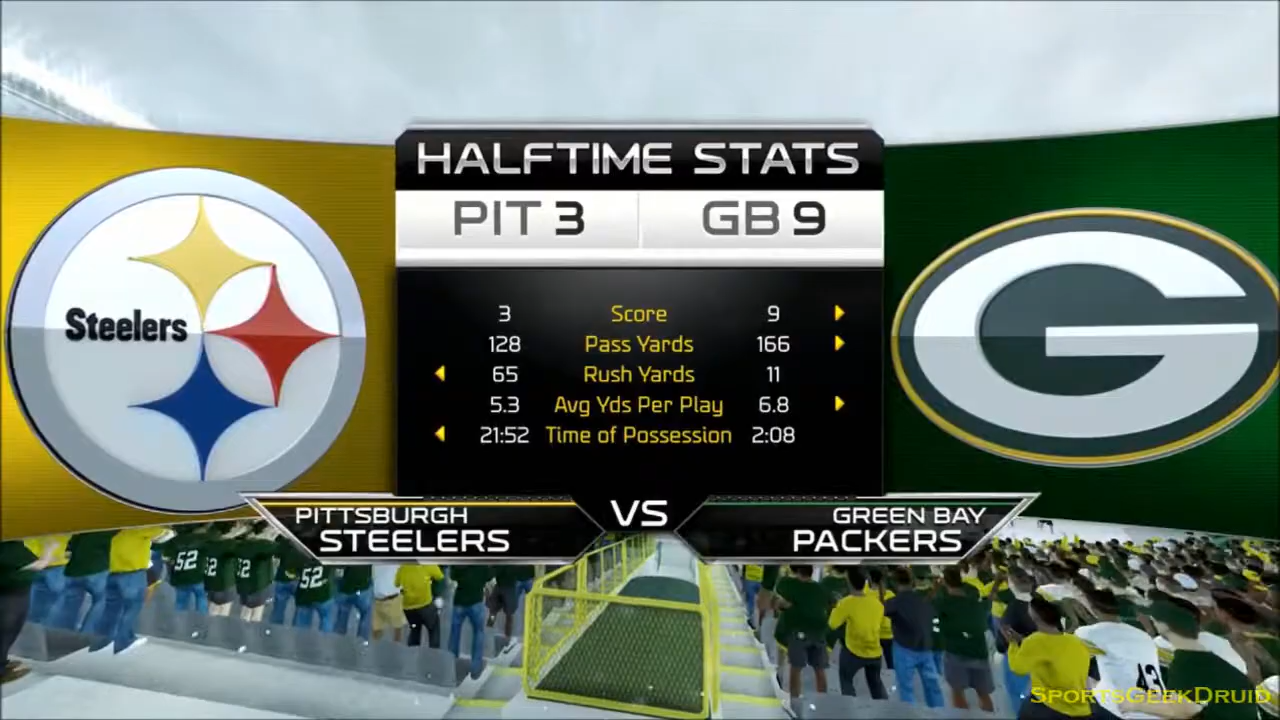 HALFTIME STATS
PIT 3 GB 9
3 Score 9
128 Pass Yards 166
65 Rush Yards 11
5.3 Avg Yds Per Play 6.8
21:52 Time of Possession 2:08
Steelers
G
PITTSBURGH
STEELERS
VS
GREEN BAY
PACKERS
52
52
52
52
43
SPORTSGEEKDRUID